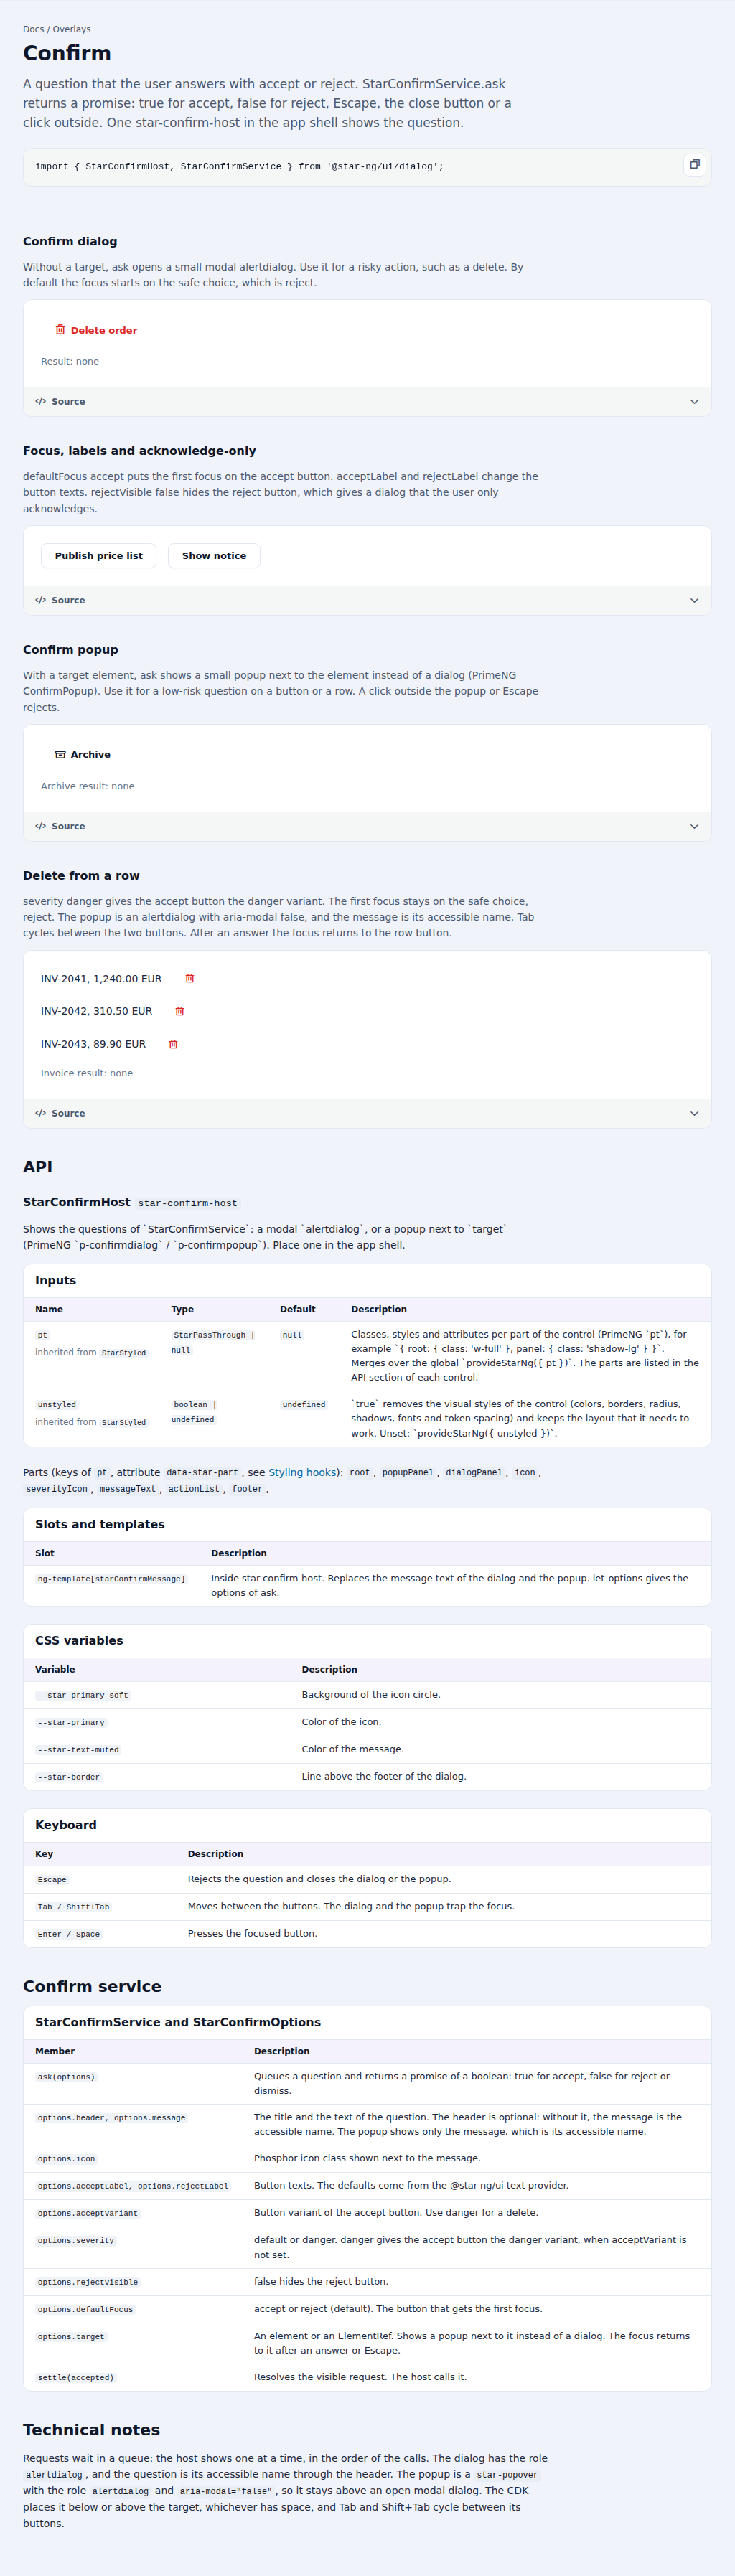 Docs / Overlays
Confirm
A question that the user answers with accept or reject. StarConfirmService.ask
returns a promise: true for accept, false for reject, Escape, the close button or a
click outside. One star-confirm-host in the app shell shows the question.
import { StarConfirmHost, StarConfirmService } from '@star-ng/ui/dialog';
Confirm dialog
Without a target, ask opens a small modal alertdialog. Use it for a risky action, such as a delete. By
default the focus starts on the safe choice, which is reject.
Delete order
Result: none
Source
Focus, labels and acknowledge-only
defaultFocus accept puts the first focus on the accept button. acceptLabel and rejectLabel change the
button texts. rejectVisible false hides the reject button, which gives a dialog that the user only
acknowledges.
Publish price list Show notice
Source
Confirm popup
With a target element, ask shows a small popup next to the element instead of a dialog (PrimeNG
ConfirmPopup). Use it for a low-risk question on a button or a row. A click outside the popup or Escape
rejects.
Archive
Archive result: none
Source
Delete from a row
severity danger gives the accept button the danger variant. The first focus stays on the safe choice,
reject. The popup is an alertdialog with aria-modal false, and the message is its accessible name. Tab
cycles between the two buttons. After an answer the focus returns to the row button.
INV-2041, 1,240.00 EUR
INV-2042, 310.50 EUR
INV-2043, 89.90 EUR
Invoice result: none
Source
API
StarConfirmHost star-confirm-host
Shows the questions of `StarConfirmService`: a modal `alertdialog`, or a popup next to `target`
(PrimeNG `p-confirmdialog` / `p-confirmpopup`). Place one in the app shell.
Inputs
Name Type Default Description
pt StarPassThrough | null Classes, styles and attributes per part of the control (PrimeNG `pt`), for
inherited from StarStyled null example `{ root: { class: 'w-full' }, panel: { class: 'shadow-lg' } }`.
Merges over the global `provideStarNg({ pt })`. The parts are listed in the
API section of each control.
unstyled boolean | undefined `true` removes the visual styles of the control (colors, borders, radius,
inherited from StarStyled undefined shadows, fonts and token spacing) and keeps the layout that it needs to
work. Unset: `provideStarNg({ unstyled })`.
Parts (keys of pt, attribute data-star-part, see Styling hooks): root, popupPanel, dialogPanel, icon,
severityIcon, messageText, actionList, footer.
Slots and templates
Slot Description
ng-template[starConfirmMessage] Inside star-confirm-host. Replaces the message text of the dialog and the popup. let-options gives the
options of ask.
CSS variables
Variable Description
--star-primary-soft Background of the icon circle.
--star-primary Color of the icon.
--star-text-muted Color of the message.
--star-border Line above the footer of the dialog.
Keyboard
Key Description
Escape Rejects the question and closes the dialog or the popup.
Tab / Shift+Tab Moves between the buttons. The dialog and the popup trap the focus.
Enter / Space Presses the focused button.
Confirm service
StarConfirmService and StarConfirmOptions
Member Description
ask(options) Queues a question and returns a promise of a boolean: true for accept, false for reject or
dismiss.
options.header, options.message The title and the text of the question. The header is optional: without it, the message is the
accessible name. The popup shows only the message, which is its accessible name.
options.icon Phosphor icon class shown next to the message.
options.acceptLabel, options.rejectLabel Button texts. The defaults come from the @star-ng/ui text provider.
options.acceptVariant Button variant of the accept button. Use danger for a delete.
options.severity default or danger. danger gives the accept button the danger variant, when acceptVariant is
not set.
options.rejectVisible false hides the reject button.
options.defaultFocus accept or reject (default). The button that gets the first focus.
options.target An element or an ElementRef. Shows a popup next to it instead of a dialog. The focus returns
to it after an answer or Escape.
settle(accepted) Resolves the visible request. The host calls it.
Technical notes
Requests wait in a queue: the host shows one at a time, in the order of the calls. The dialog has the role
alertdialog, and the question is its accessible name through the header. The popup is a star-popover
with the role alertdialog and aria-modal="false", so it stays above an open modal dialog. The CDK
places it below or above the target, whichever has space, and Tab and Shift+Tab cycle between its
buttons.